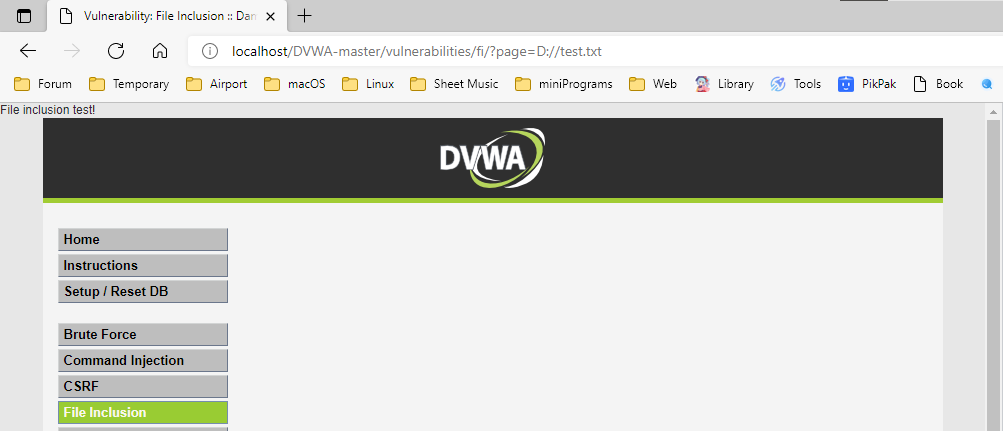 Vulnerability: File Inclusion :: Dan
localhost/DVWA-master/vulnerabilities/fi/?page=D://test.txt
Forum Temporary Airport macOS Linux Sheet Music miniPrograms Web Library Tools PikPak Book
File inclusion test!
DVWA
Home
Instructions
Setup / Reset DB
Brute Force
Command Injection
CSRF
File Inclusion